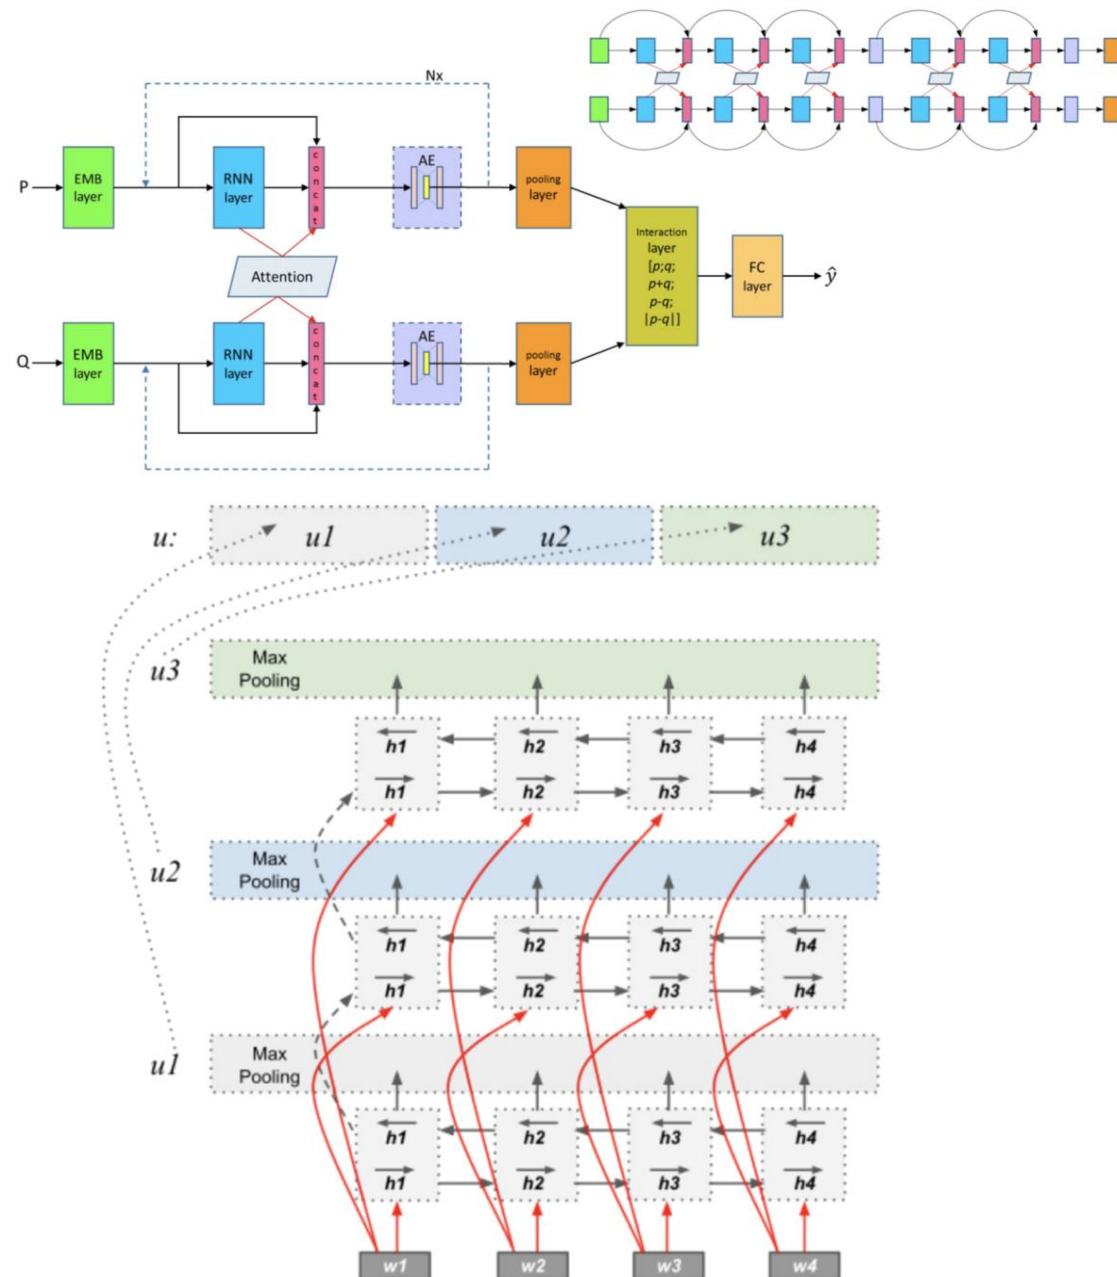 Nx
P
EMB
layer
RNN
layer
concat
AE
pooling
layer
Attention
Interaction
layer
[p;q;
p+q;
p-q;
|p-q|]
FC
layer
ŷ
Q
EMB
layer
RNN
layer
concat
AE
pooling
layer
u: u1 u2 u3
u3 Max
Pooling
h1 h2 h3 h4
h1 h2 h3 h4
u2 Max
Pooling
h1 h2 h3 h4
h1 h2 h3 h4
u1 Max
Pooling
h1 h2 h3 h4
h1 h2 h3 h4
w1 w2 w3 w4